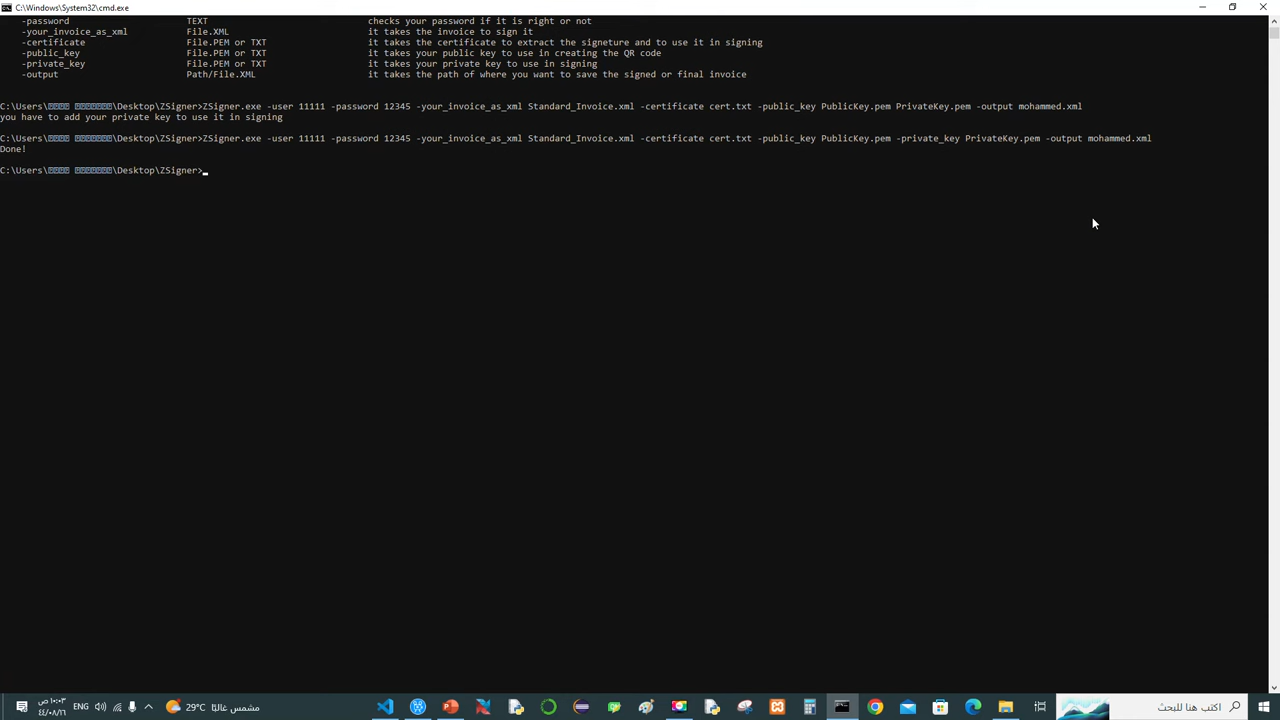 C:\Windows\System32\cmd.exe
-password TEXT checks your password if it is right or not
-your_invoice_as_xml File.XML it takes the invoice to sign it
-certificate File.PEM or TXT it takes the certificate to extract the signeture and to use it in signing
-public_key File.PEM or TXT it takes your public key to use in creating the QR code
-private_key File.PEM or TXT it takes your private key to use in signing
-output Path/File.XML it takes the path of where you want to save the signed or final invoice
C:\Users\ \Desktop\ZSigner>ZSigner.exe -user 11111 -password 12345 -your_invoice_as_xml Standard_Invoice.xml -certificate cert.txt -public_key PublicKey.pem PrivateKey.pem -output mohammed.xml
you have to add your private key to use it in signing
C:\Users\ \Desktop\ZSigner>ZSigner.exe -user 11111 -password 12345 -your_invoice_as_xml Standard_Invoice.xml -certificate cert.txt -public_key PublicKey.pem -private_key PrivateKey.pem -output mohammed.xml
Done!
C:\Users\ \Desktop\ZSigner>
اكتب هنا للبحث
29°C مشمس غالبًا
ENG
١٠:٠٣ ص
٤٤/٠٨/١٦